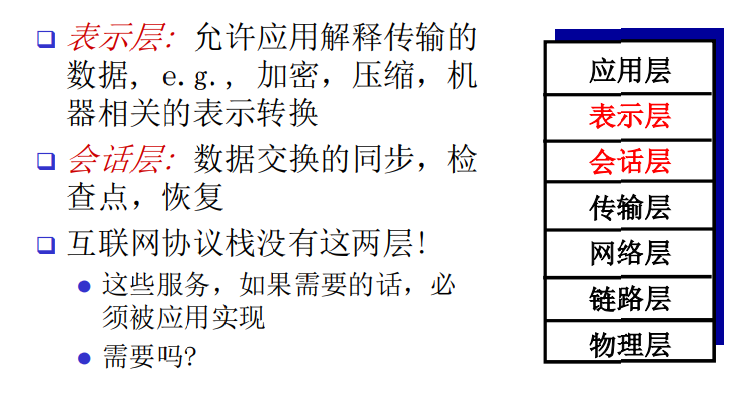 表示层: 允许应用解释传输的
数据, e.g., 加密，压缩，机
器相关的表示转换
会话层: 数据交换的同步，检
查点，恢复
互联网协议栈没有这两层!
这些服务，如果需要的话，必
须被应用实现
需要吗?
应用层
表示层
会话层
传输层
网络层
链路层
物理层